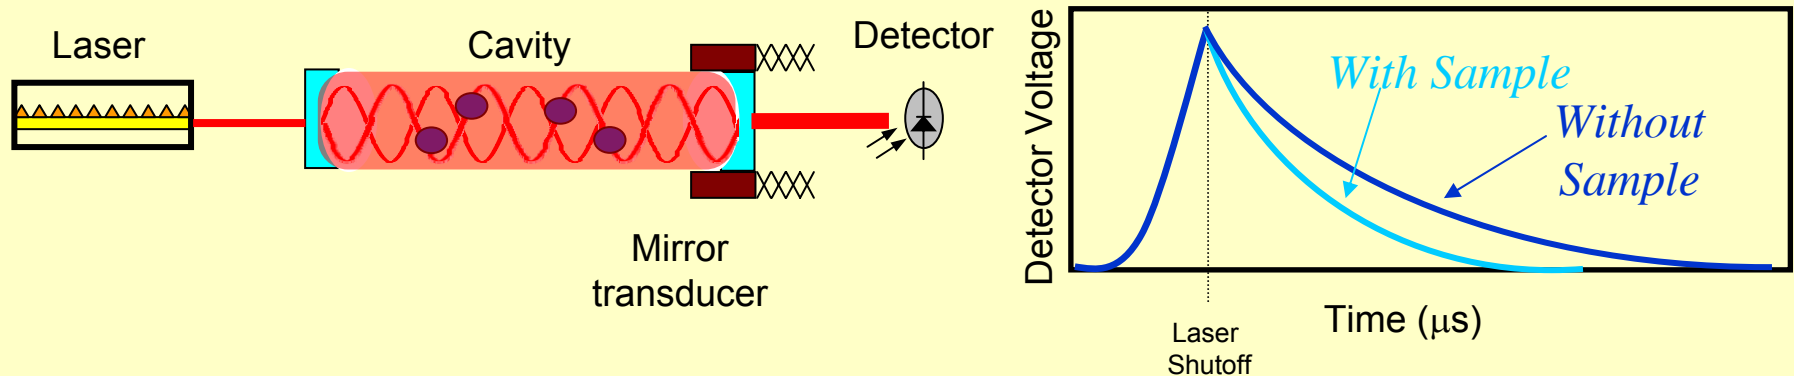 Laser
Cavity
Detector
Mirror
transducer
Detector Voltage
With Sample
Without
Sample
Time (μs)
Laser
Shutoff